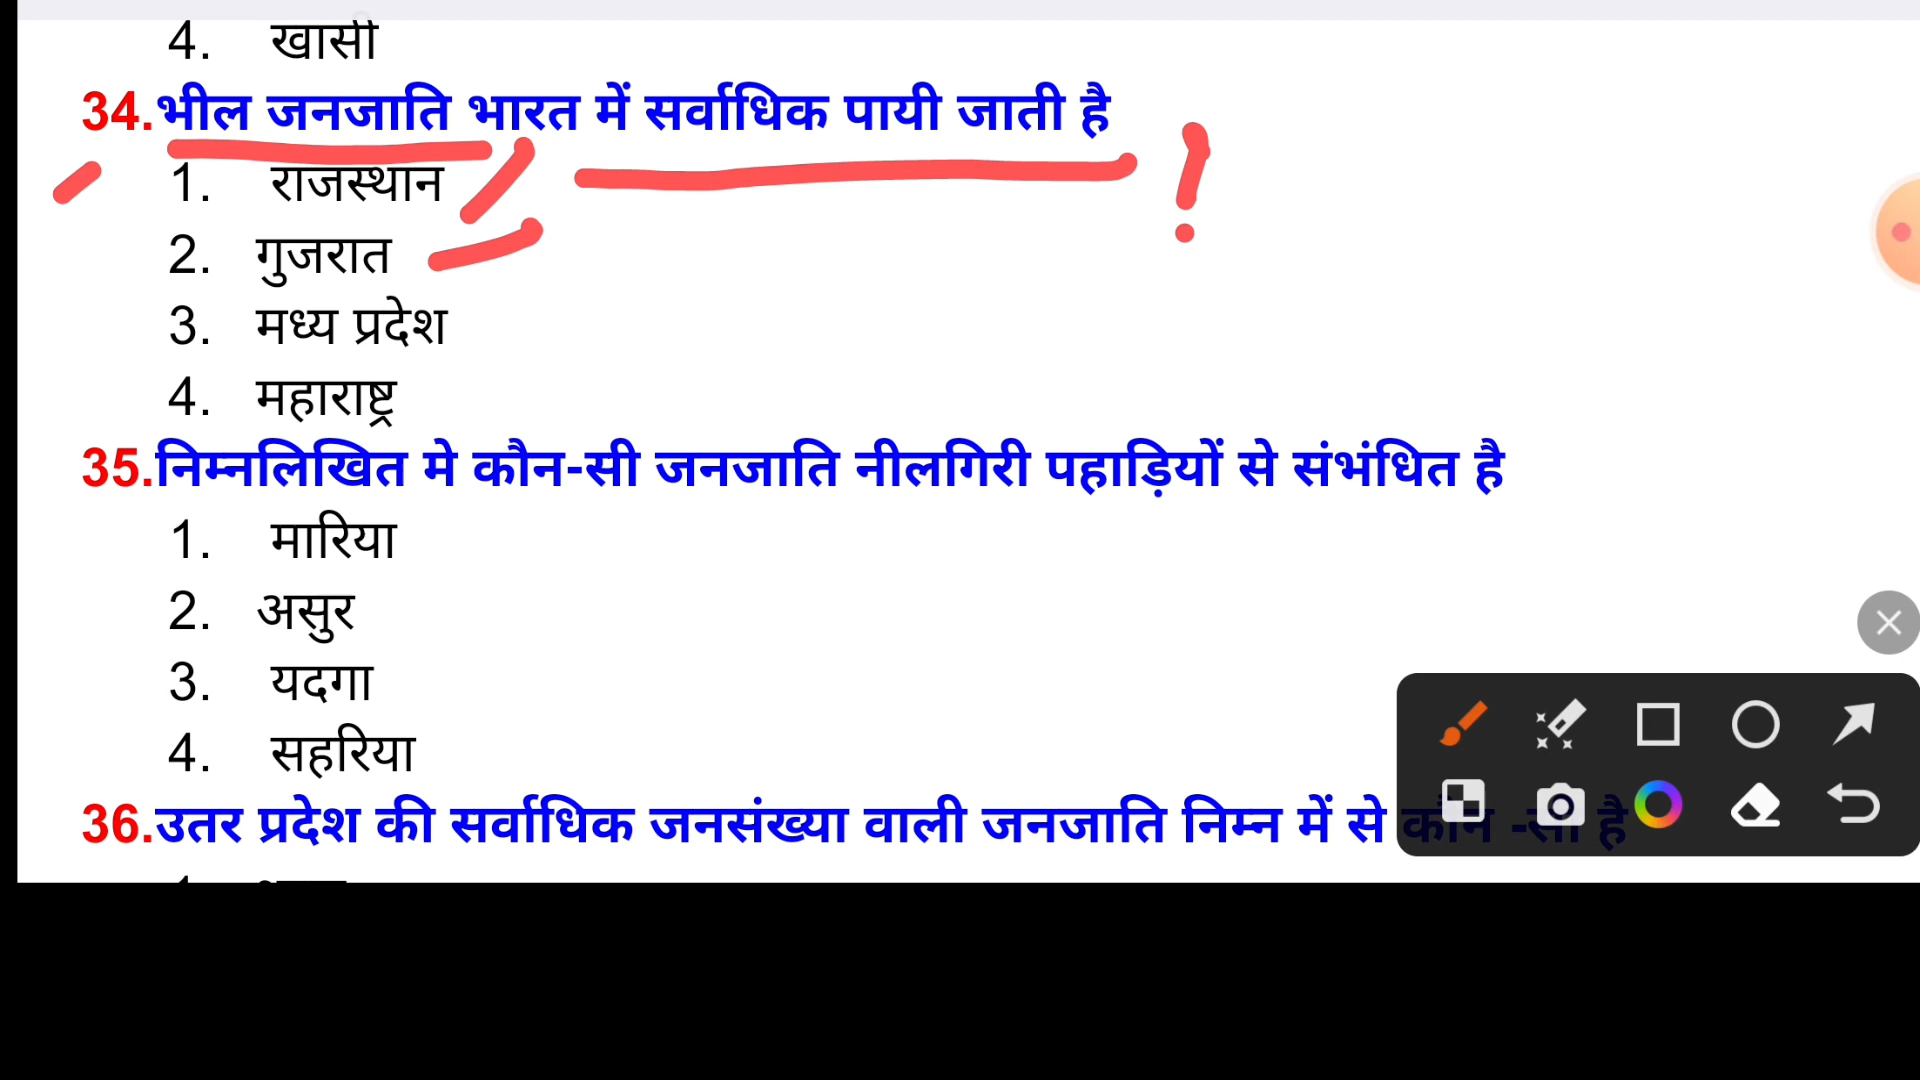 4. खासी
34.भील जनजाति भारत में सर्वाधिक पायी जाती है
1. राजस्थान
2. गुजरात
3. मध्य प्रदेश
4. महाराष्ट्र
35.निम्नलिखित मे कौन-सी जनजाति नीलगिरी पहाड़ियों से संभंधित है
1. मारिया
2. असुर
3. यदगा
4. सहरिया
36.उतर प्रदेश की सर्वाधिक जनसंख्या वाली जनजाति निम्न में से कौन -सी है